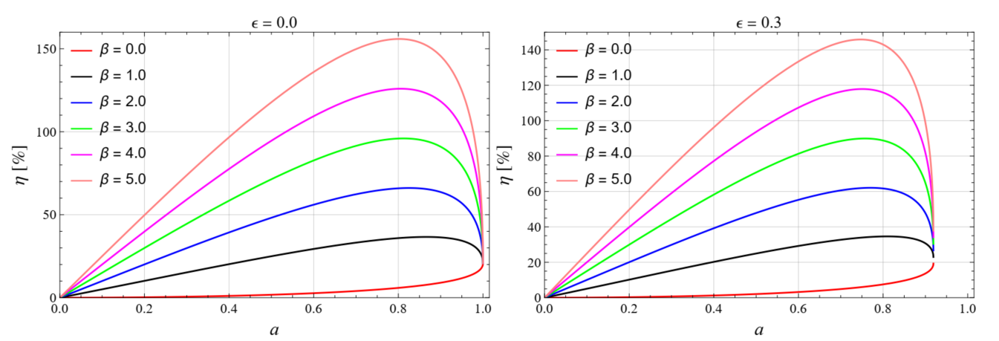 ϵ = 0.0
β = 0.0
β = 1.0
β = 2.0
β = 3.0
β = 4.0
β = 5.0
η [%]
150
100
50
0
0.0 0.2 0.4 0.6 0.8 1.0
a
ϵ = 0.3
β = 0.0
β = 1.0
β = 2.0
β = 3.0
β = 4.0
β = 5.0
η [%]
140
120
100
80
60
40
20
0
0.0 0.2 0.4 0.6 0.8 1.0
a